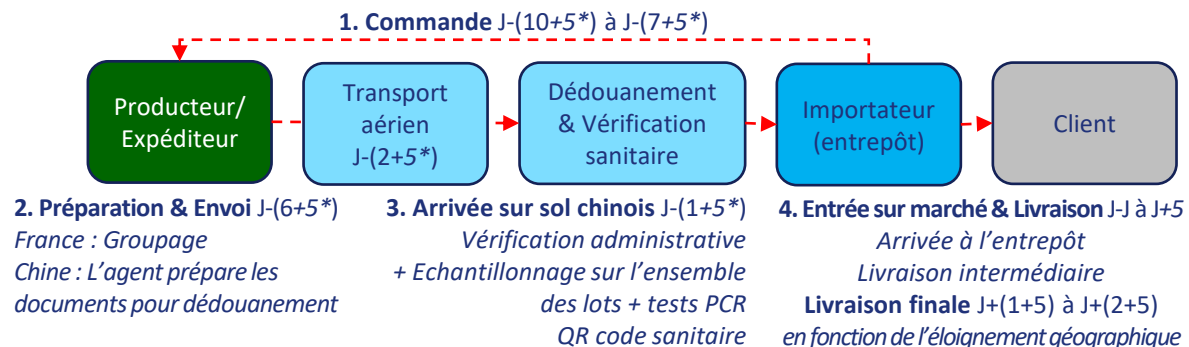 1. Commande J-(10+5*) à J-(7+5*)
Producteur/
Expéditeur
Transport
aérien
J-(2+5*)
Dédouanement
& Vérification
sanitaire
Importateur
(entrepôt)
Client
2. Préparation & Envoi J-(6+5*)
France : Groupage
Chine : L'agent prépare les
documents pour dédouanement
3. Arrivée sur sol chinois J-(1+5*)
Vérification administrative
+ Echantillonnage sur l'ensemble
des lots + tests PCR
QR code sanitaire
4. Entrée sur marché & Livraison J-J à J+5
Arrivée à l'entrepôt
Livraison intermédiaire
Livraison finale J+(1+5) à J+(2+5)
en fonction de l'éloignement géographique